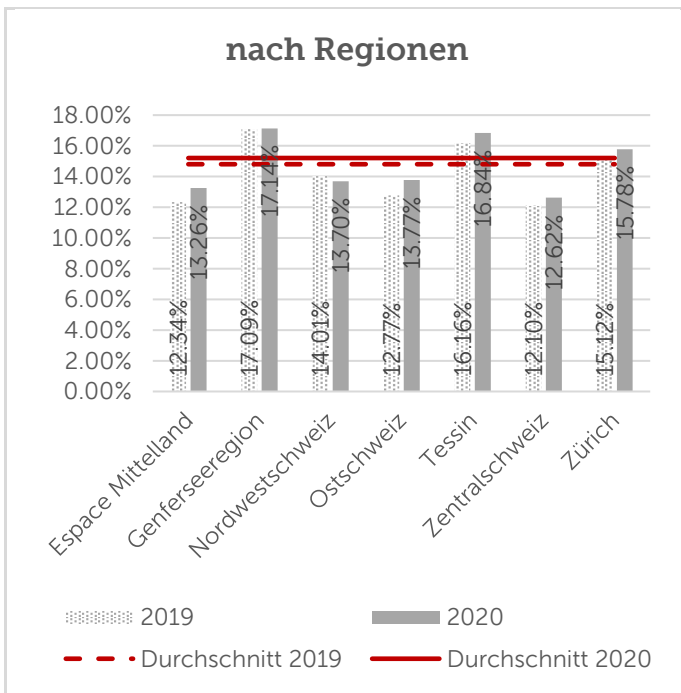 nach Regionen
18.00%
16.00%
14.00%
12.00%
10.00%
8.00%
6.00%
4.00%
2.00%
0.00%
12.34%
13.26%
17.09%
17.14%
14.01%
13.70%
12.77%
13.77%
16.16%
16.84%
12.10%
12.62%
15.12%
15.78%
Espace Mittelland
Genferseeregion
Nordwestschweiz
Ostschweiz
Tessin
Zentralschweiz
Zürich
2019
2020
Durchschnitt 2019
Durchschnitt 2020